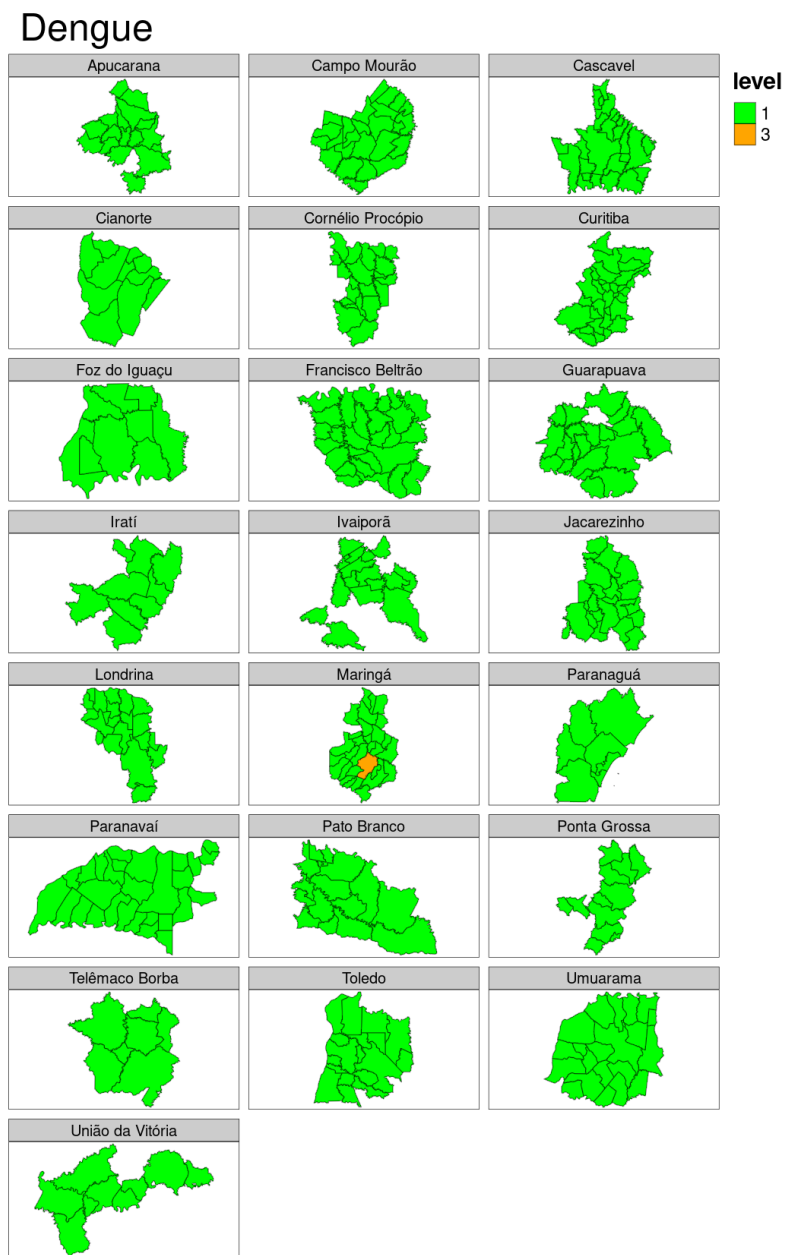 Dengue
Apucarana
Campo Mourão
Cascavel
level
1
3
Cianorte
Cornélio Procópio
Curitiba
Foz do Iguaçu
Francisco Beltrão
Guarapuava
Iratí
Ivaiporã
Jacarezinho
Londrina
Maringá
Paranaguá
Paranavaí
Pato Branco
Ponta Grossa
Telêmaco Borba
Toledo
Umuarama
União da Vitória